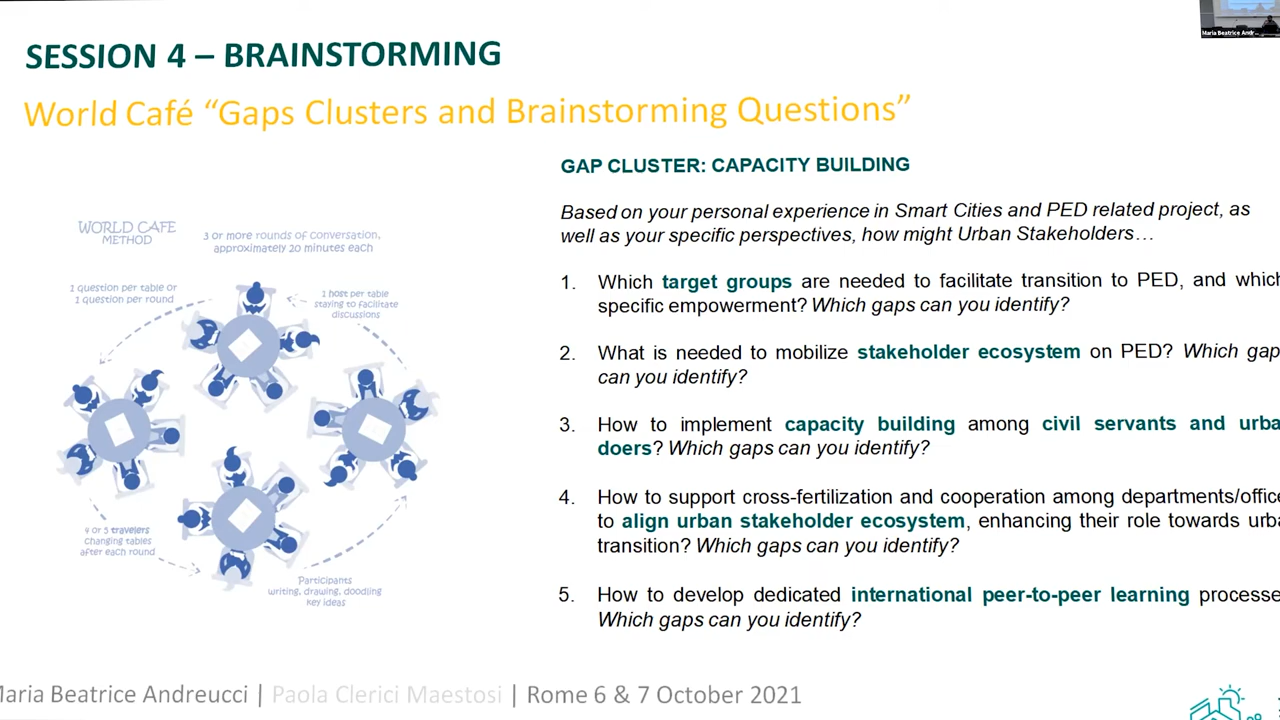 Maria Beatrice Andr...
SESSION 4 – BRAINSTORMING
World Café “Gaps Clusters and Brainstorming Questions”
WORLD CAFE
METHOD
3 or more rounds of conversation,
approximately 20 minutes each
1 question per table or
1 question per round
1 host per table
staying to facilitate
discussions
4 or 5 travelers
changing tables
after each round
Participants
writing, drawing, doodling
key ideas
GAP CLUSTER: CAPACITY BUILDING
Based on your personal experience in Smart Cities and PED related project, as
well as your specific perspectives, how might Urban Stakeholders…
1. Which target groups are needed to facilitate transition to PED, and which
specific empowerment? Which gaps can you identify?
2. What is needed to mobilize stakeholder ecosystem on PED? Which gap
can you identify?
3. How to implement capacity building among civil servants and urba
doers? Which gaps can you identify?
4. How to support cross-fertilization and cooperation among departments/office
to align urban stakeholder ecosystem, enhancing their role towards urba
transition? Which gaps can you identify?
5. How to develop dedicated international peer-to-peer learning processe
Which gaps can you identify?
Maria Beatrice Andreucci | Paola Clerici Maestosi | Rome 6 & 7 October 2021